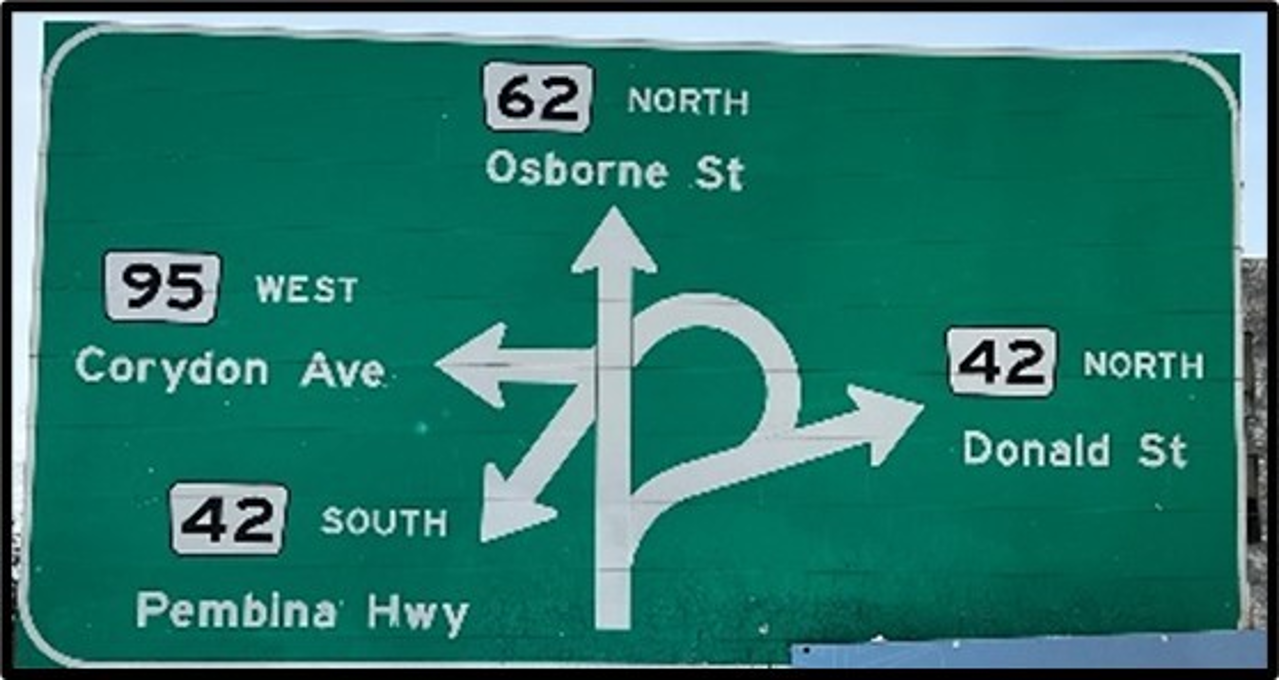 62 NORTH
Osborne St
95 WEST
Corydon Ave
42 NORTH
Donald St
42 SOUTH
Pembina Hwy